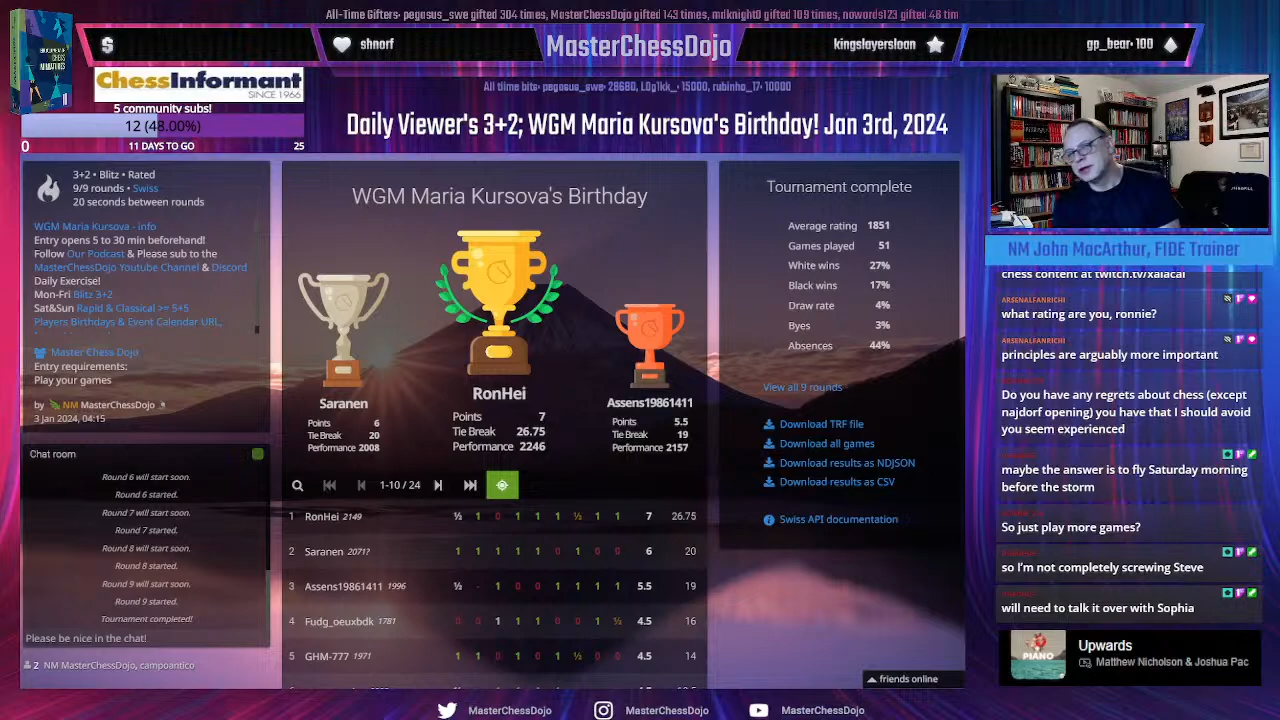 All-Time Gifters• pegasus_swe gifted 304 times, MasterChessDojo gifted 143 times, mdknight0 gifted 109 times, nowards123 gifted 46 tim
$
shnorf
MasterChessDojo
kingslayersloan
gp_bear• 100
ChessInformant
SINCE 1966
All time bits• pegasus_swe• 28680, L0g1kk_• 15000, rubinho_17• 10000
5 community subs!
12 (48.00%)
0
11 DAYS TO GO
25
Daily Viewer's 3+2; WGM Maria Kursova's Birthday! Jan 3rd, 2024
3+2 • Blitz • Rated
9/9 rounds • Swiss
20 seconds between rounds
WGM Maria Kursova - info
Entry opens 5 to 30 min beforehand!
Follow Our Podcast & Please sub to the
MasterChessDojo Youtube Channel & Discord
Daily Exercise!
Mon-Fri Blitz 3+2
Sat&Sun Rapid & Classical >= 5+5
Players Birthdays & Event Calendar URL,
Master Chess Dojo
Entry requirements:
Play your games
by NM MasterChessDojo
3 Jan 2024, 04:15
Chat room
Round 6 will start soon.
Round 6 started.
Round 7 will start soon.
Round 7 started.
Round 8 will start soon.
Round 8 started.
Round 9 will start soon.
Round 9 started.
Tournament completed!
Please be nice in the chat!
2 NM MasterChessDojo, campoantico
WGM Maria Kursova's Birthday
Saranen
Points 6
Tie Break 20
Performance 2008
RonHei
Points 7
Tie Break 26.75
Performance 2246
Assens19861411
Points 5.5
Tie Break 19
Performance 2157
1-10 / 24
1 RonHei 2149 ½ 1 0 1 1 1 ½ 1 1 7 26.75
2 Saranen 2071? 1 1 1 1 1 0 1 0 0 6 20
3 Assens19861411 1996 ½ - 1 0 0 1 1 1 1 5.5 19
4 Fudg_oeuxbdk 1781 0 0 1 1 1 0 0 1 ½ 4.5 16
5 GHM-777 1971 1 1 0 1 0 1 ½ 0 0 4.5 14
Tournament complete
Average rating 1851
Games played 51
White wins 27%
Black wins 17%
Draw rate 4%
Byes 3%
Absences 44%
View all 9 rounds
Download TRF file
Download all games
Download results as NDJSON
Download results as CSV
Swiss API documentation
friends online
NM John MacArthur, FIDE Trainer
chess content at twitch.tv/xalacal
ARSENALFANRICHI
what rating are you, ronnie?
ARSENALFANRICHI
principles are arguably more important
Do you have any regrets about chess (except
najdorf opening) you have that I should avoid
you seem experienced
maybe the answer is to fly Saturday morning
before the storm
So just play more games?
so I'm not completely screwing Steve
will need to talk it over with Sophia
PIANO
Upwards
Matthew Nicholson & Joshua Pac
MasterChessDojo
MasterChessDojo
MasterChessDojo